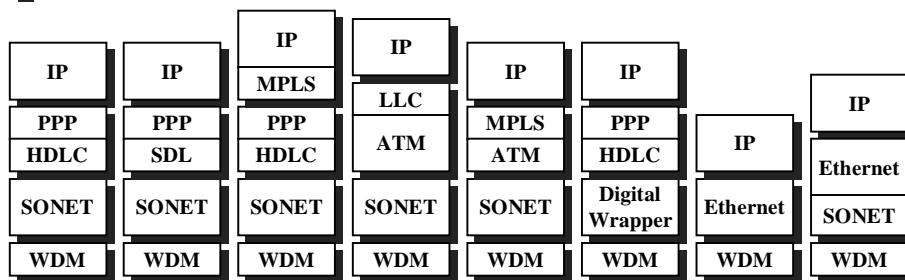 IP
PPP
HDLC
SONET
WDM
IP
PPP
SDL
SONET
WDM
IP
MPLS
PPP
HDLC
SONET
WDM
IP
LLC
ATM
SONET
WDM
IP
MPLS
ATM
SONET
WDM
IP
PPP
HDLC
Digital
Wrapper
WDM
IP
Ethernet
WDM
IP
Ethernet
SONET
WDM